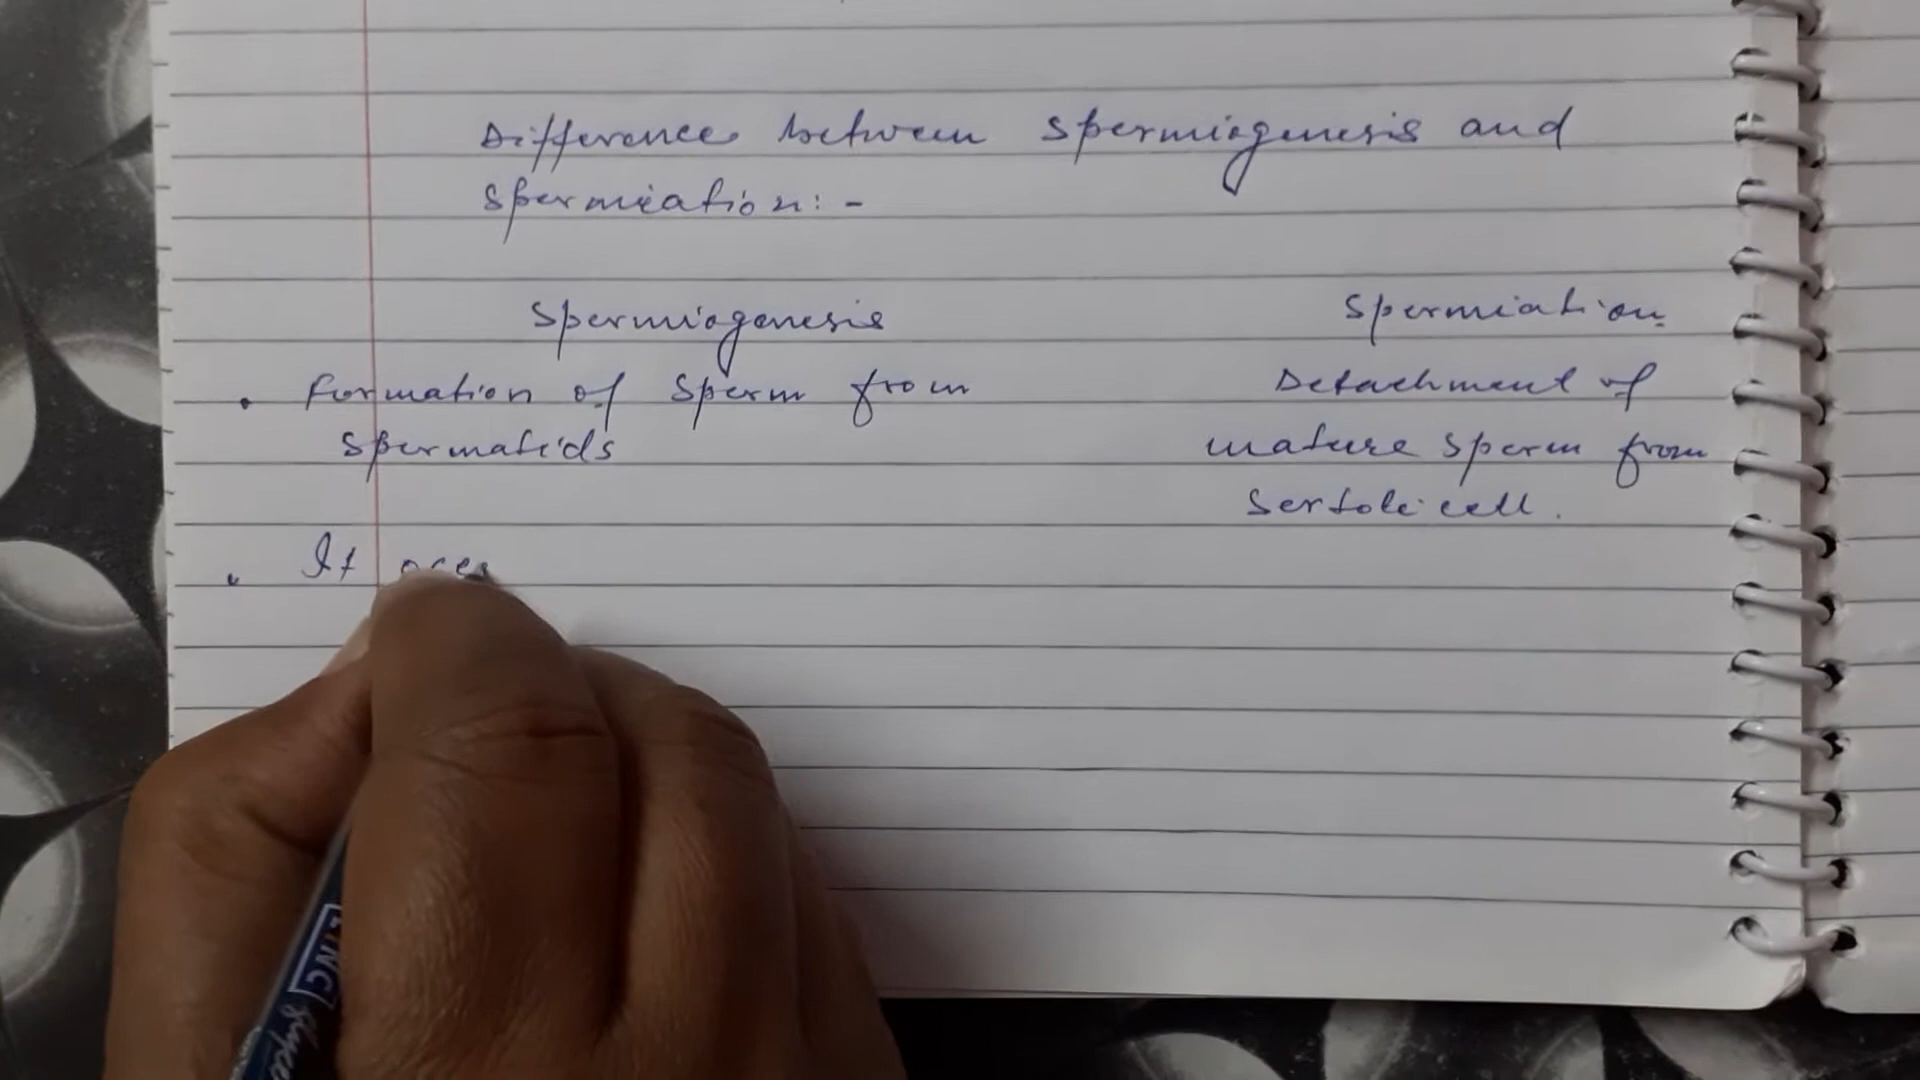 Difference between spermiogenesis and
spermiation: -
Spermiogenesis
Spermiation
. Formation of sperm from
spermatids
Detachment of
mature sperm from
Sertoli cell.
. It
LINC